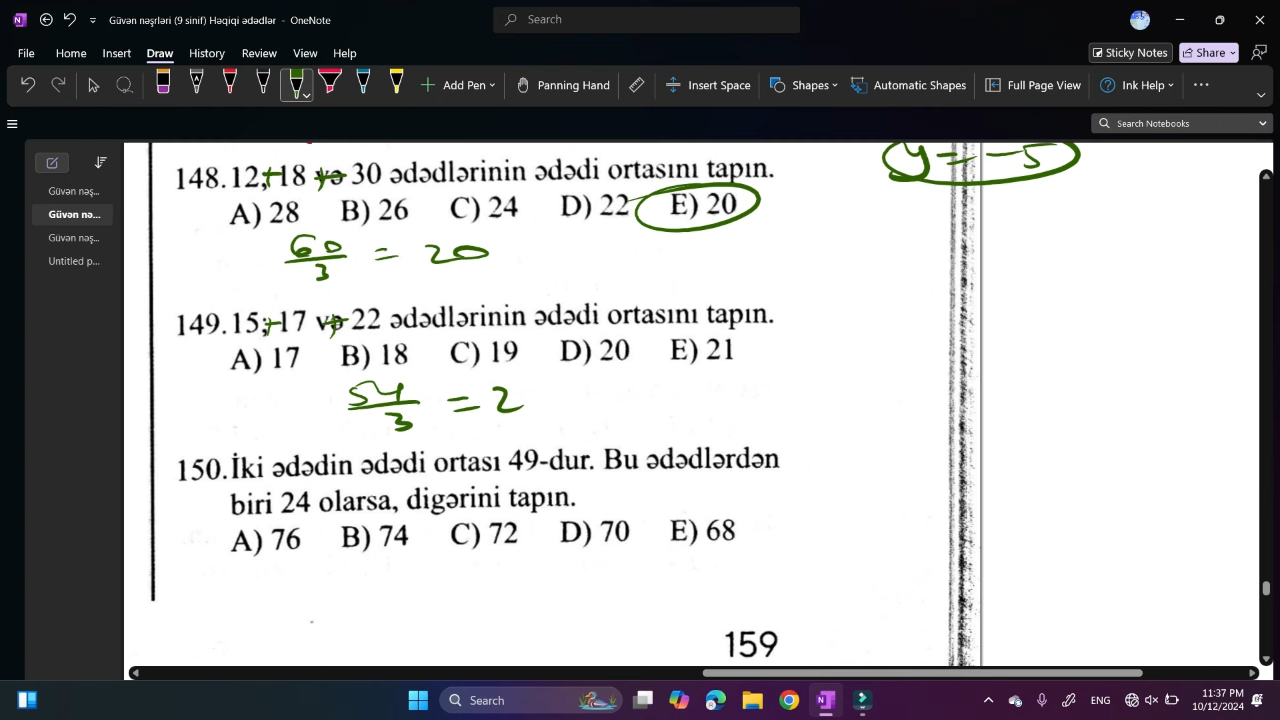 Güvən nəşrləri (9 sinif) Həqiqi ədədlər - OneNote
Search
File Home Insert Draw History Review View Help
Sticky Notes Share
Pen Panning Hand Insert Space Shapes Automatic Shapes Full Page View Ink Help
Search Notebooks
Güvən nəş...
Güvən nə...
Güvən nəş...
Untitled p...
y = -5
148. 12; 18 və 30 ədədlərinin ədədi ortasını tapın.
A) 28 B) 26 C) 24 D) 22 E) 20
60/3 = 20
149. 15; 17 və 22 ədədlərinin ədədi ortasını tapın.
A) 17 B) 18 C) 19 D) 20 E) 21
54/3 = 2
150. İki ədədin ədədi ortası 49-dur. Bu ədədlərdən
biri 24 olarsa, digərini tapın.
A) 76 B) 74 C) 72 D) 70 E) 68
159
Search
ENG
11:37 PM
10/12/2024